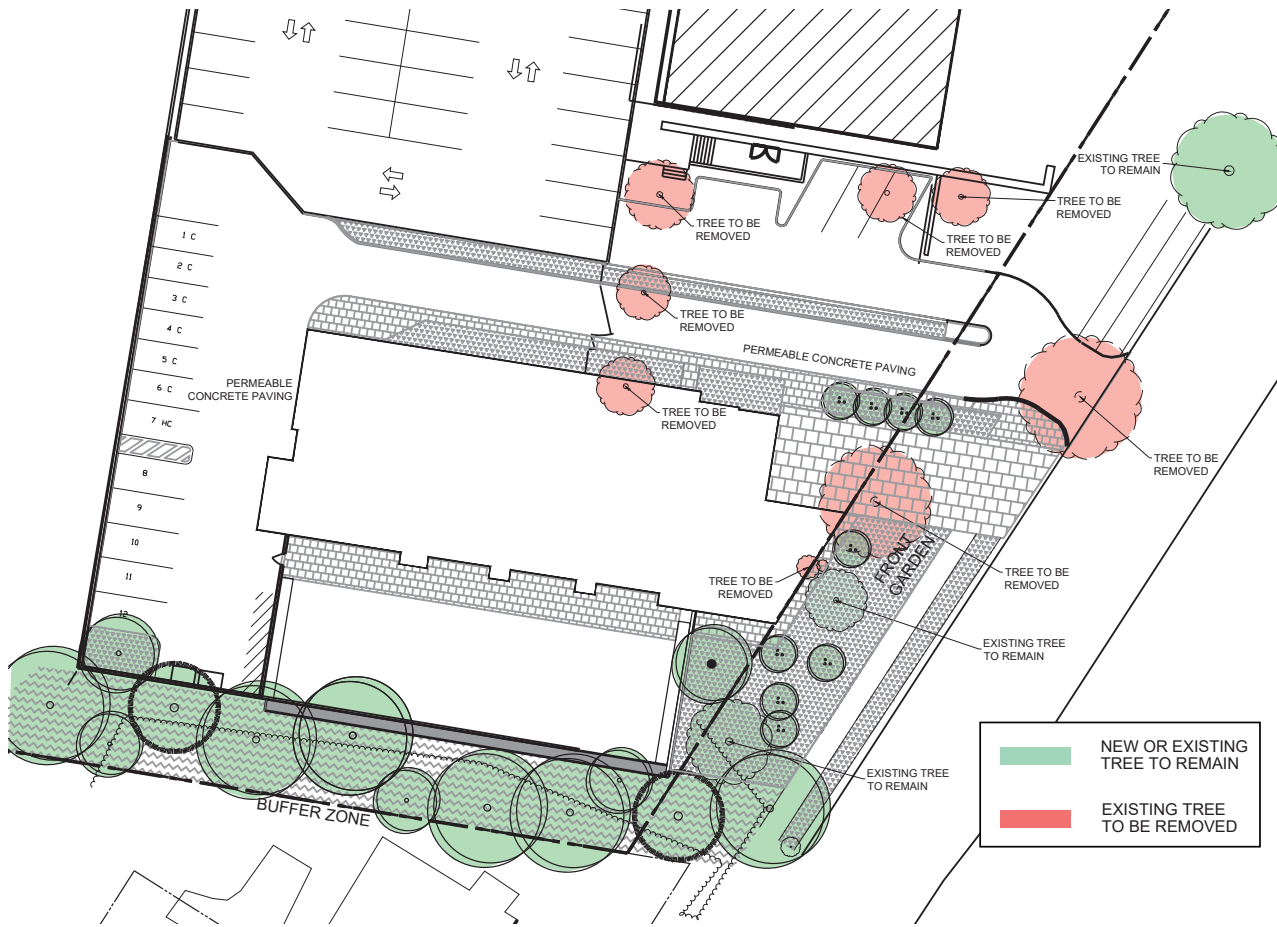 EXISTING TREE
TO REMAIN
TREE TO BE
REMOVED
TREE TO BE
REMOVED
TREE TO BE
REMOVED
TREE TO BE
REMOVED
1 C
2 C
3 C
4 C
5 C
6 C
7 HC
8
9
10
11
12
PERMEABLE
CONCRETE PAVING
PERMEABLE CONCRETE PAVING
TREE TO BE
REMOVED
TREE TO BE
REMOVED
FRONT
GARDEN
TREE TO BE
REMOVED
TREE TO BE
REMOVED
EXISTING TREE
TO REMAIN
EXISTING TREE
TO REMAIN
BUFFER ZONE
NEW OR EXISTING
TREE TO REMAIN
EXISTING TREE
TO BE REMOVED